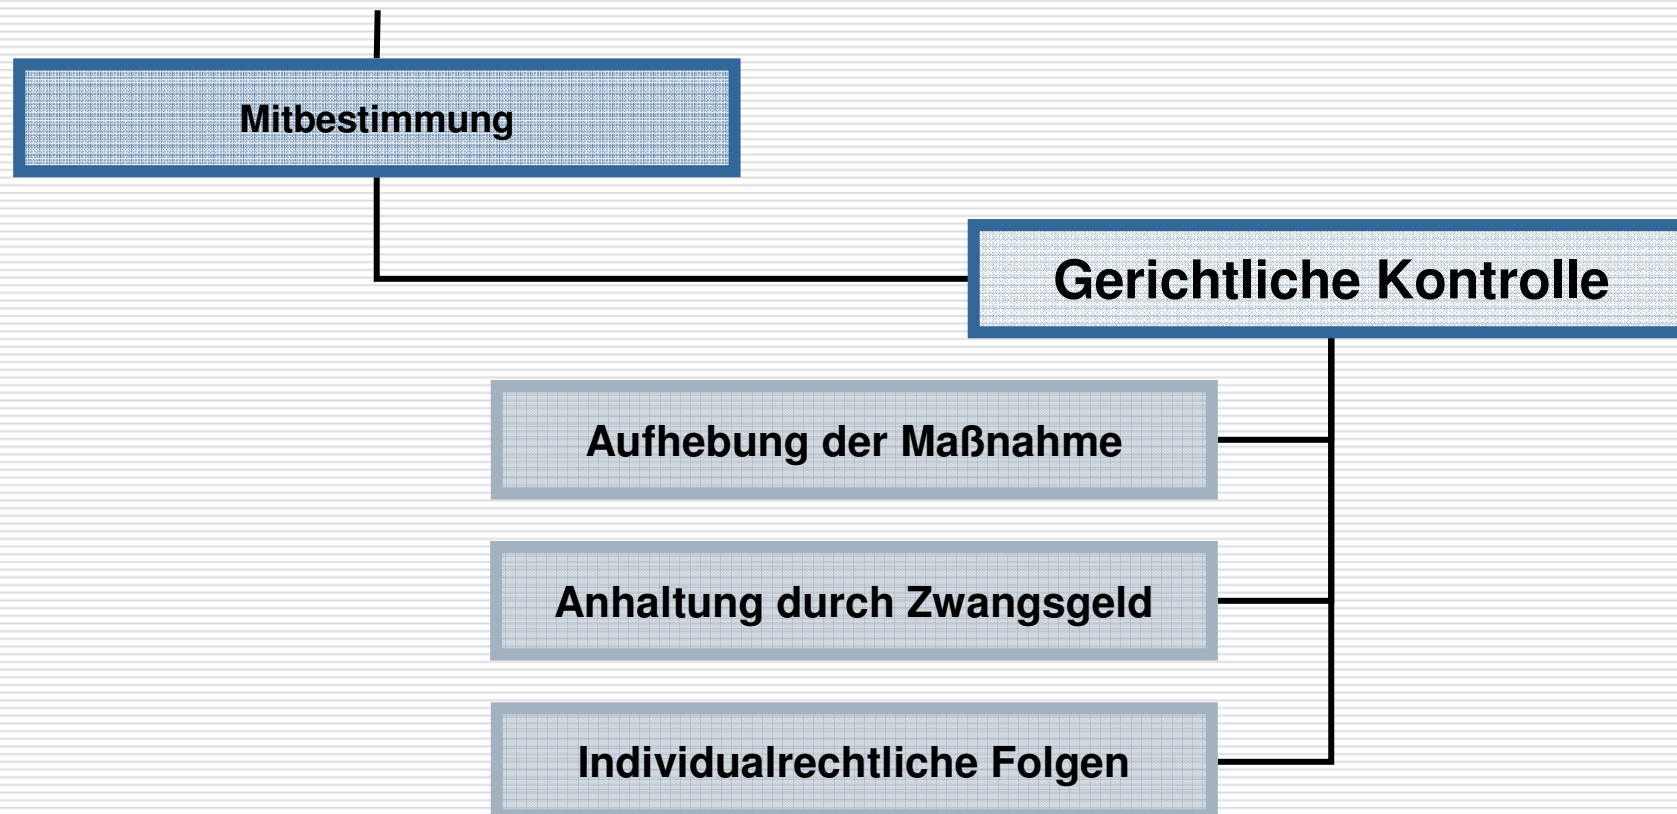 Mitbestimmung
Gerichtliche Kontrolle
Aufhebung der Maßnahme
Anhaltung durch Zwangsgeld
Individualrechtliche Folgen